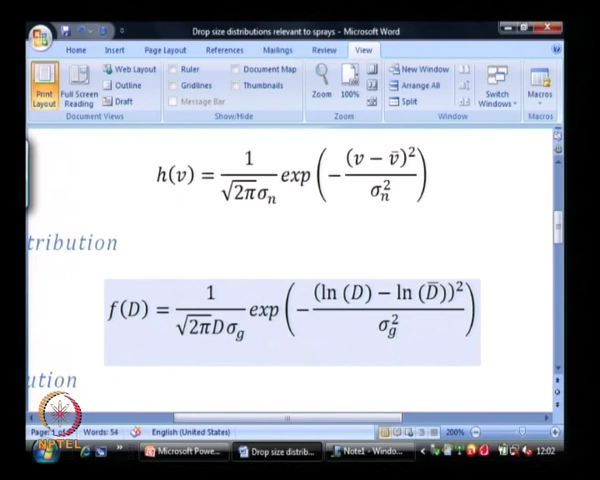 Drop size distributions relevant to sprays - Microsoft Word
Home Insert Page Layout References Mailings Review View
Print Layout
Full Screen Reading
Web Layout
Outline
Draft
Document Views
Ruler
Gridlines
Message Bar
Document Map
Thumbnails
Show/Hide
Zoom
100%
Zoom
New Window
Arrange All
Split
Switch Windows
Window
Macros
Macros
h(v) = 1/(√2π σₙ) exp(−(v − v̄)²/σₙ²)
tribution
f(D) = 1/(√2π Dσ_g) exp(−(ln (D) − ln (D̄))²/σ_g²)
ution
NPTEL
Words: 54 English (United States) 200%
Microsoft Powe... Drop size distrib... Note1 - Windo... 12:02